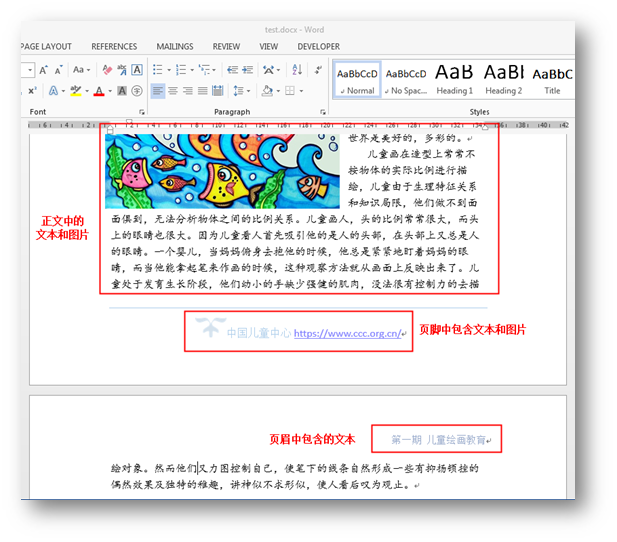 test.docx - Word
PAGE LAYOUT REFERENCES MAILINGS REVIEW VIEW DEVELOPER
AaBbCcD AaBbCcD AaB AaBbC AaBbC
Normal No Spac... Heading 1 Heading 2 Title
Font Paragraph Styles
世界是美好的，多彩的。
儿童画在造型上常常不
按物体的实际比例进行描
绘，儿童由于生理特征关系
和知识局限，他们做不到面
面俱到，无法分析物体之间的比例关系。儿童画人，头的比例常常很大，而头
上的眼睛也很大。因为儿童看人首先吸引他的是人的头部，在头部上又总是人
的眼睛。一个婴儿，当妈妈俯身去抱他的时候，他总是紧紧地盯着妈妈的眼
睛，而当他能拿起笔来作画的时候，这种观察方法就从画面上反映出来了。儿
童处于发育生长阶段，他们幼小的手缺少强健的肌肉，没法很有控制力的去描
正文中的
文本和图片
中国儿童中心 https://www.ccc.org.cn/
页脚中包含文本和图片
页眉中包含的文本
第一期 儿童绘画教育
绘对象。然而他们又力图控制自己，使笔下的线条自然形成一些有抑扬顿挫的
偶然效果及独特的稚趣，讲神似不求形似，使人看后叹为观止。